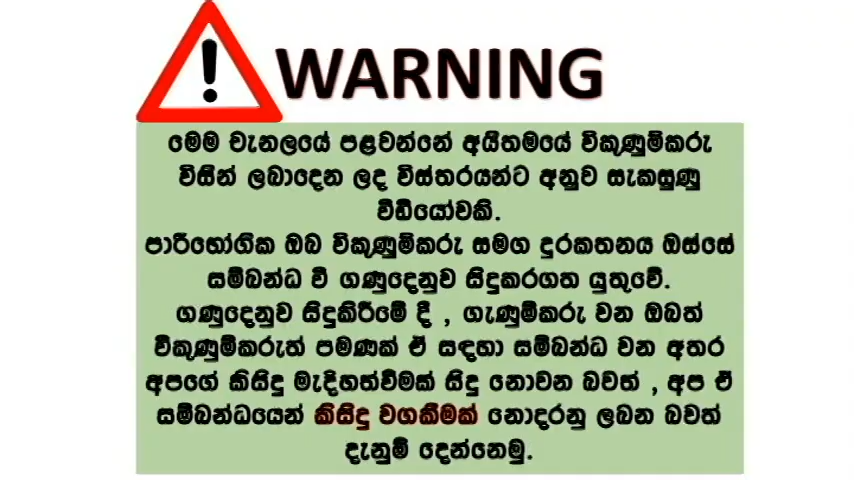 !
WARNING
මෙම චැනලයේ පළවන්නේ අයිතමයේ විකුණුම්කරු
විසින් ලබාදෙන ලද විස්තරයන්ට අනුව සැකසුණු
වීඩියෝවකි.
පාරිභෝගික ඔබ විකුණුම්කරු සමග දුරකතනය ඔස්සේ
සම්බන්ධ වී ගණුදෙනුව සිදුකරගත යුතුවේ.
ගණුදෙනුව සිදුකිරීමේ දී , ගැණුම්කරු වන ඔබත්
විකුණුම්කරුත් පමණක් ඒ සඳහා සම්බන්ධ වන අතර
අපගේ කිසිදු මැදිහත්වීමක් සිදු නොවන බවත් , අප ඒ
සම්බන්ධයෙන් කිසිදු වගකීමක් නොදරනු ලබන බවත්
දැනුම් දෙන්නෙමු.